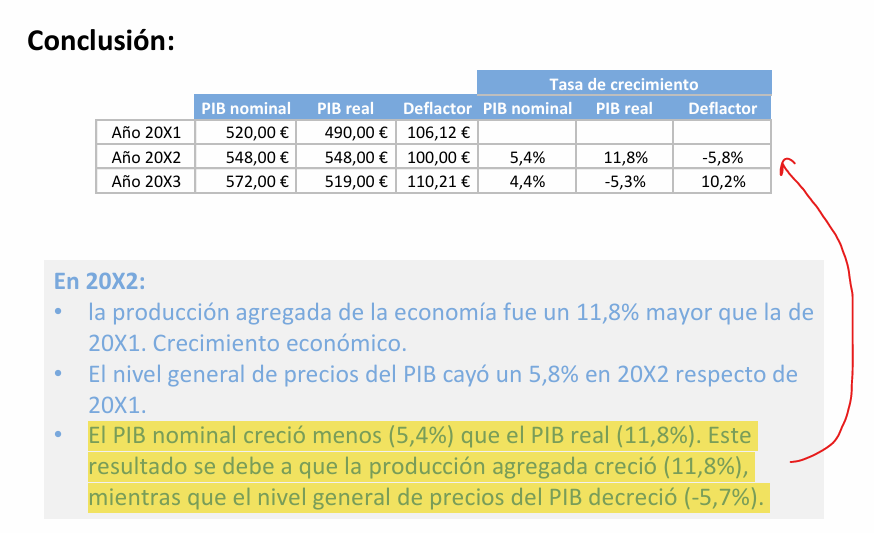 Conclusión:
Tasa de crecimiento
PIB nominal PIB real Deflactor PIB nominal PIB real Deflactor
Año 20X1 520,00 € 490,00 € 106,12 €
Año 20X2 548,00 € 548,00 € 100,00 € 5,4% 11,8% -5,8%
Año 20X3 572,00 € 519,00 € 110,21 € 4,4% -5,3% 10,2%
En 20X2:
• la producción agregada de la economía fue un 11,8% mayor que la de
20X1. Crecimiento económico.
• El nivel general de precios del PIB cayó un 5,8% en 20X2 respecto de
20X1.
• El PIB nominal creció menos (5,4%) que el PIB real (11,8%). Este
resultado se debe a que la producción agregada creció (11,8%),
mientras que el nivel general de precios del PIB decreció (-5,7%).